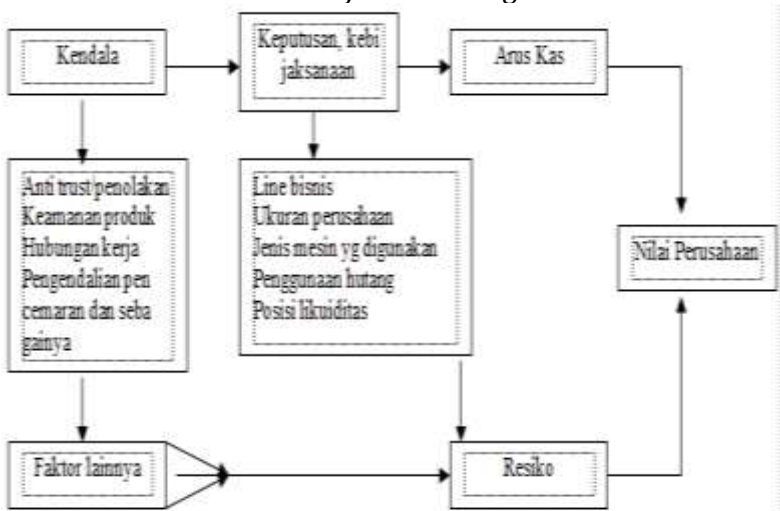 Kendala
Keputusan, kebi
jaksanaan
Arus Kas
Anti trust/penolakan
Keamanan produk
Hubungan kerja
Pengendalian pen
cemaran dan seba
gainya
Line bisnis
Ukuran perusahaan
Jenis mesin yg digunakan
Penggunaan hutang
Posisi likuiditas
Nilai Perusahaan
Faktor lainnya
Resiko